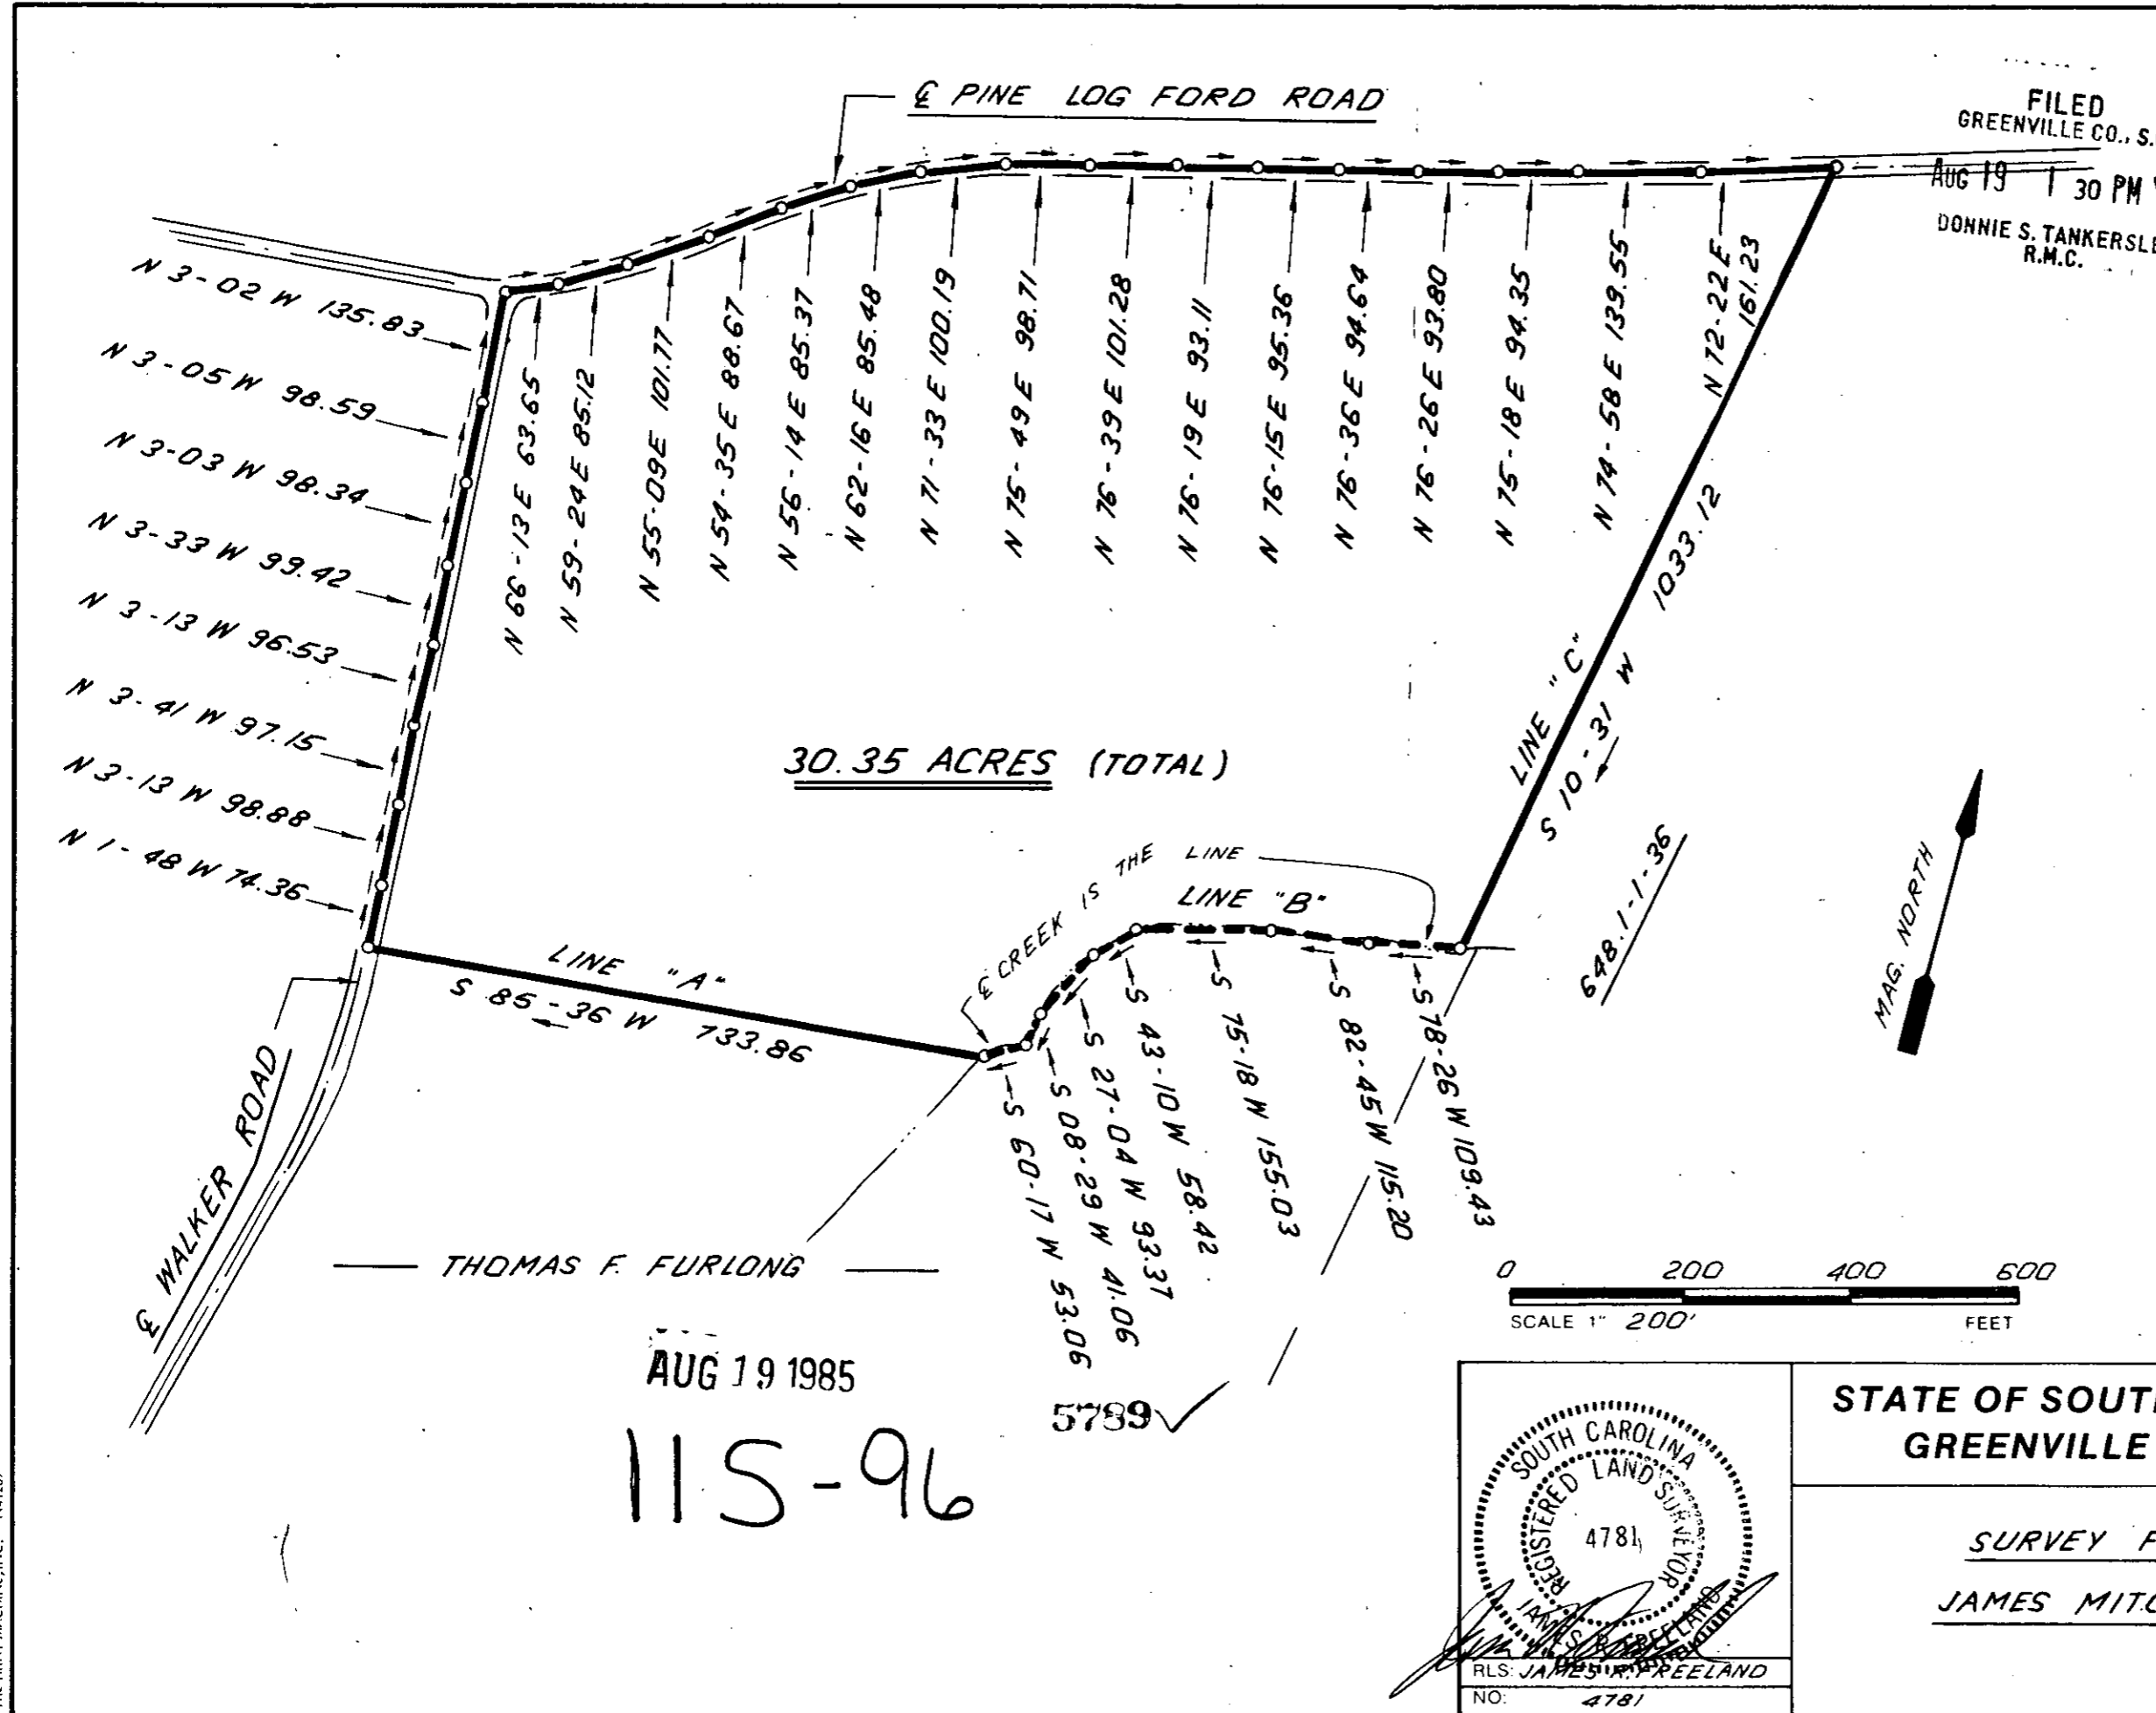 ℄ PINE LOG FORD ROAD
FILED
GREENVILLE CO., S.
AUG 19 1 30 PM
DONNIE S. TANKERSLE
R.M.C.
N 3-02 W 135.83
N 3-05 W 98.59
N 3-03 W 98.34
N 3-33 W 99.42
N 3-13 W 96.53
N 3-41 W 97.15
N 3-13 W 98.88
N 1-48 W 74.36
N 66-13 E 63.65
N 59-24 E 85.12
N 55-09 E 101.77
N 54-35 E 88.67
N 56-14 E 85.37
N 62-16 E 85.48
N 71-33 E 100.19
N 75-49 E 98.71
N 76-39 E 101.28
N 76-19 E 93.11
N 76-15 E 95.36
N 76-36 E 94.64
N 76-26 E 93.80
N 75-18 E 94.35
N 74-58 E 139.55
N 72-22 E
161.23
LINE "C"
S 10-31 W 1033.12
30.35 ACRES (TOTAL)
℄ CREEK IS THE LINE
LINE "B"
LINE "A"
S 85-36 W 733.86
648.1-1-36
MAG. NORTH
S 60-17 W 53.06
S 08-29 W 41.06
S 27-04 W 93.37
S 43-10 W 58.42
S 75-18 W 155.03
S 82-45 W 115.20
S 78-26 W 109.43
℄ WALKER ROAD
THOMAS F. FURLONG
0 200 400 600
SCALE 1" 200' FEET
AUG 19 1985
5789
11S-96
STATE OF SOUT
GREENVILLE
SOUTH CAROLINA
REGISTERED LAND SURVEYOR
4781
JAMES R. FREELAND
SURVEY F
JAMES MITC
RLS: JAMES R. FREELAND
NO: 4781